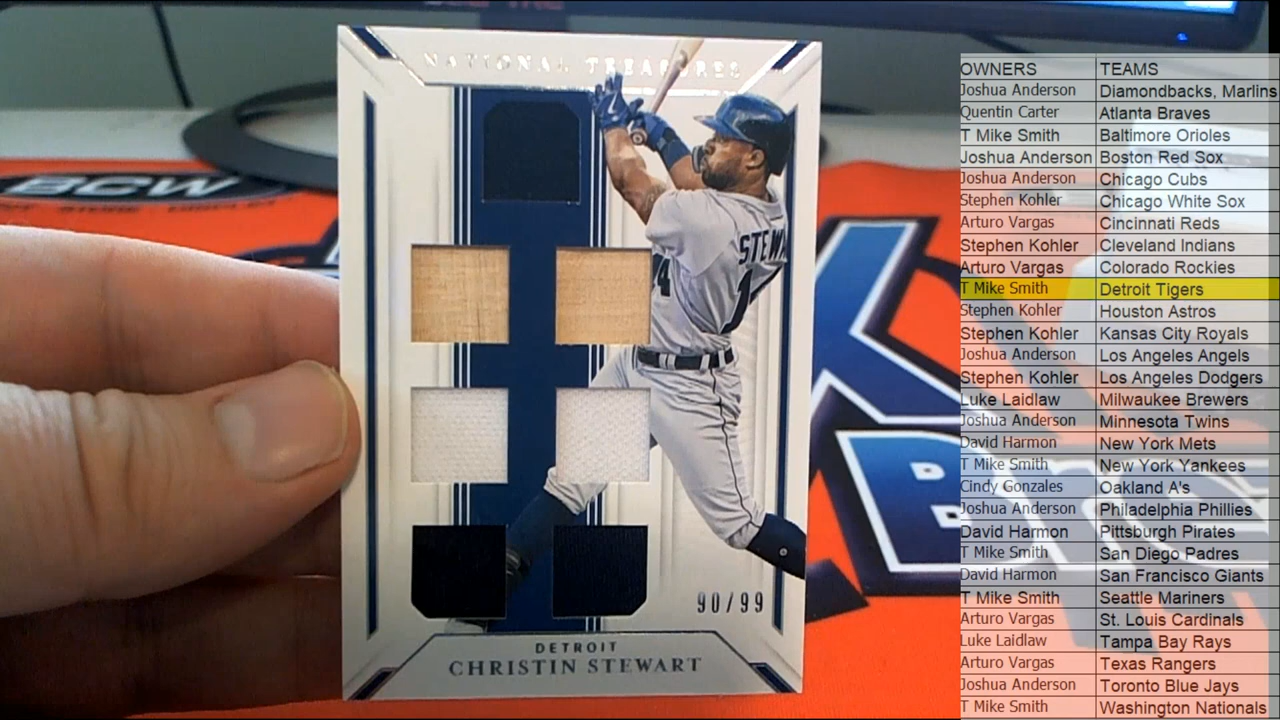 NATIONAL TREASURES
STEWA
14
17
90/99
DETROIT
CHRISTIN STEWART
BCW
OWNERS TEAMS
Joshua Anderson Diamondbacks, Marlins
Quentin Carter Atlanta Braves
T Mike Smith Baltimore Orioles
Joshua Anderson Boston Red Sox
Joshua Anderson Chicago Cubs
Stephen Kohler Chicago White Sox
Arturo Vargas Cincinnati Reds
Stephen Kohler Cleveland Indians
Arturo Vargas Colorado Rockies
T Mike Smith Detroit Tigers
Stephen Kohler Houston Astros
Stephen Kohler Kansas City Royals
Joshua Anderson Los Angeles Angels
Stephen Kohler Los Angeles Dodgers
Luke Laidlaw Milwaukee Brewers
Joshua Anderson Minnesota Twins
David Harmon New York Mets
T Mike Smith New York Yankees
Cindy Gonzales Oakland A's
Joshua Anderson Philadelphia Phillies
David Harmon Pittsburgh Pirates
T Mike Smith San Diego Padres
David Harmon San Francisco Giants
T Mike Smith Seattle Mariners
Arturo Vargas St. Louis Cardinals
Luke Laidlaw Tampa Bay Rays
Arturo Vargas Texas Rangers
Joshua Anderson Toronto Blue Jays
T Mike Smith Washington Nationals